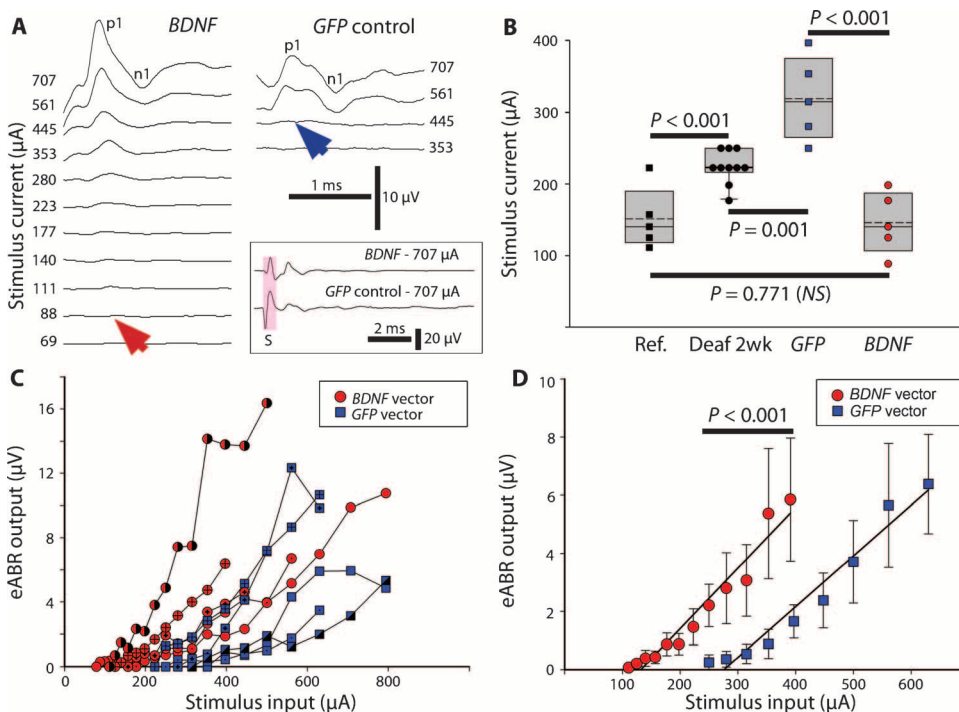 A
BDNF
GFP control
p1
n1
p1
n1
Stimulus current (µA)
707
561
445
353
280
223
177
140
111
88
69
707
561
445
353
1 ms
10 µV
BDNF - 707 µA
GFP control - 707 µA
S
2 ms
20 µV
B
P < 0.001
P < 0.001
P = 0.001
P = 0.771 (NS)
Stimulus current (µA)
400
300
200
100
Ref.
Deaf 2wk
GFP
BDNF
C
BDNF vector
GFP vector
eABR output (µV)
16
12
8
4
0
0
200
400
600
800
Stimulus input (µA)
D
BDNF vector
GFP vector
P < 0.001
eABR output (µV)
8
6
4
2
0
100
200
300
400
500
600
Stimulus input (µA)